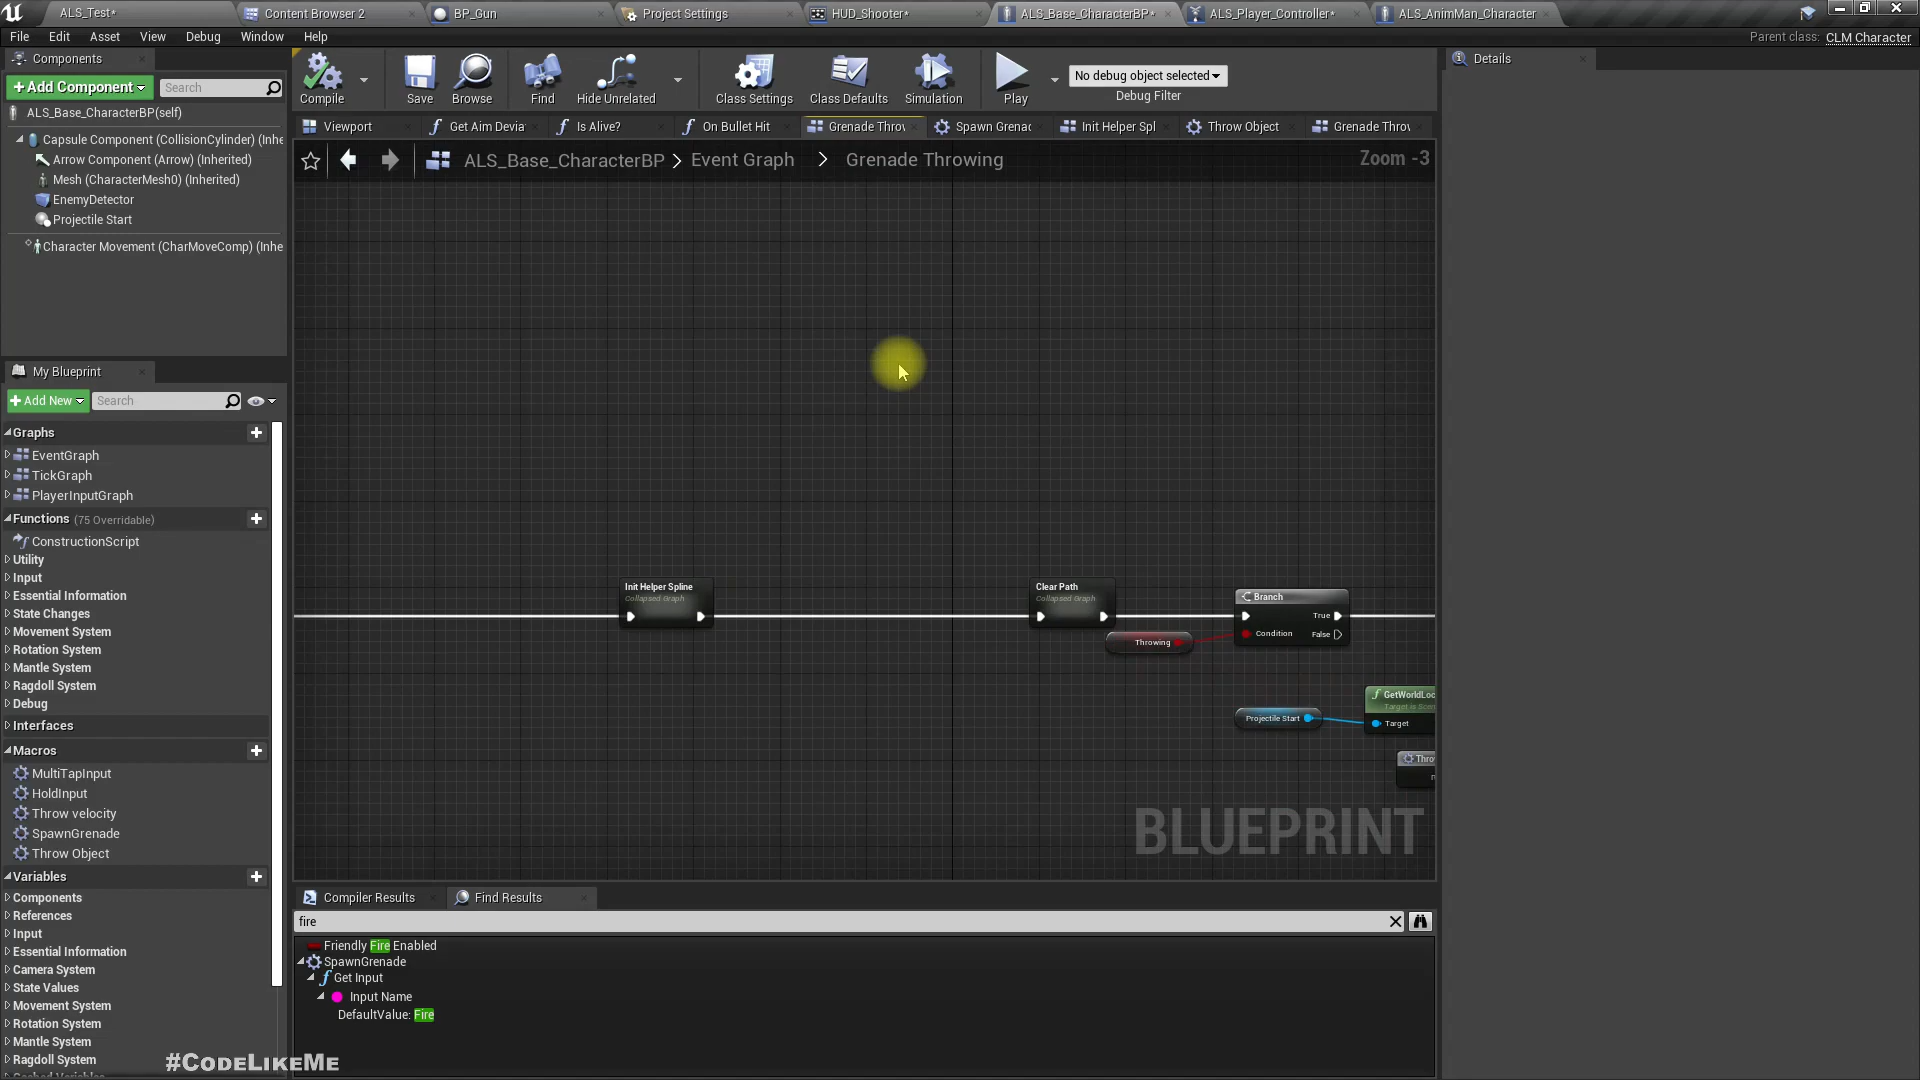 ALS_Test*
Content Browser 2
BP_Gun
Project Settings
HUD_Shooter*
ALS_Base_CharacterBP*
ALS_Player_Controller*
ALS_AnimMan_Character
File Edit Asset View Debug Window Help
Parent class: CLM Character
Components
+Add Component
Search
ALS_Base_CharacterBP(self)
Capsule Component (CollisionCylinder) (Inhe
Arrow Component (Arrow) (Inherited)
Mesh (CharacterMesh0) (Inherited)
EnemyDetector
Projectile Start
Character Movement (CharMoveComp) (Inhe
Compile
Save
Browse
Find
Hide Unrelated
Class Settings
Class Defaults
Simulation
Play
No debug object selected
Debug Filter
Details
Viewport
Get Aim Devia
Is Alive?
On Bullet Hit
Grenade Throw
Spawn Grenac
Init Helper Spl
Throw Object
Grenade Throw
ALS_Base_CharacterBP > Event Graph > Grenade Throwing
Zoom -3
My Blueprint
+Add New
Search
Graphs
EventGraph
TickGraph
PlayerInputGraph
Functions (75 Overridable)
ConstructionScript
Utility
Input
Essential Information
State Changes
Movement System
Rotation System
Mantle System
Ragdoll System
Debug
Interfaces
Macros
MultiTapInput
HoldInput
Throw velocity
SpawnGrenade
Throw Object
Variables
Components
References
Input
Essential Information
Camera System
State Values
Movement System
Rotation System
Mantle System
Ragdoll System
Cached Variables
Init Helper Spline
Collapsed Graph
Clear Path
Collapsed Graph
Branch
True
Condition
False
Throwing
Projectile Start
GetWorldLoc
Target is Scen
Target
Thro
BLUEPRINT
Compiler Results
Find Results
fire
Friendly Fire Enabled
SpawnGrenade
Get Input
Input Name
DefaultValue: Fire
#CodeLikeMe